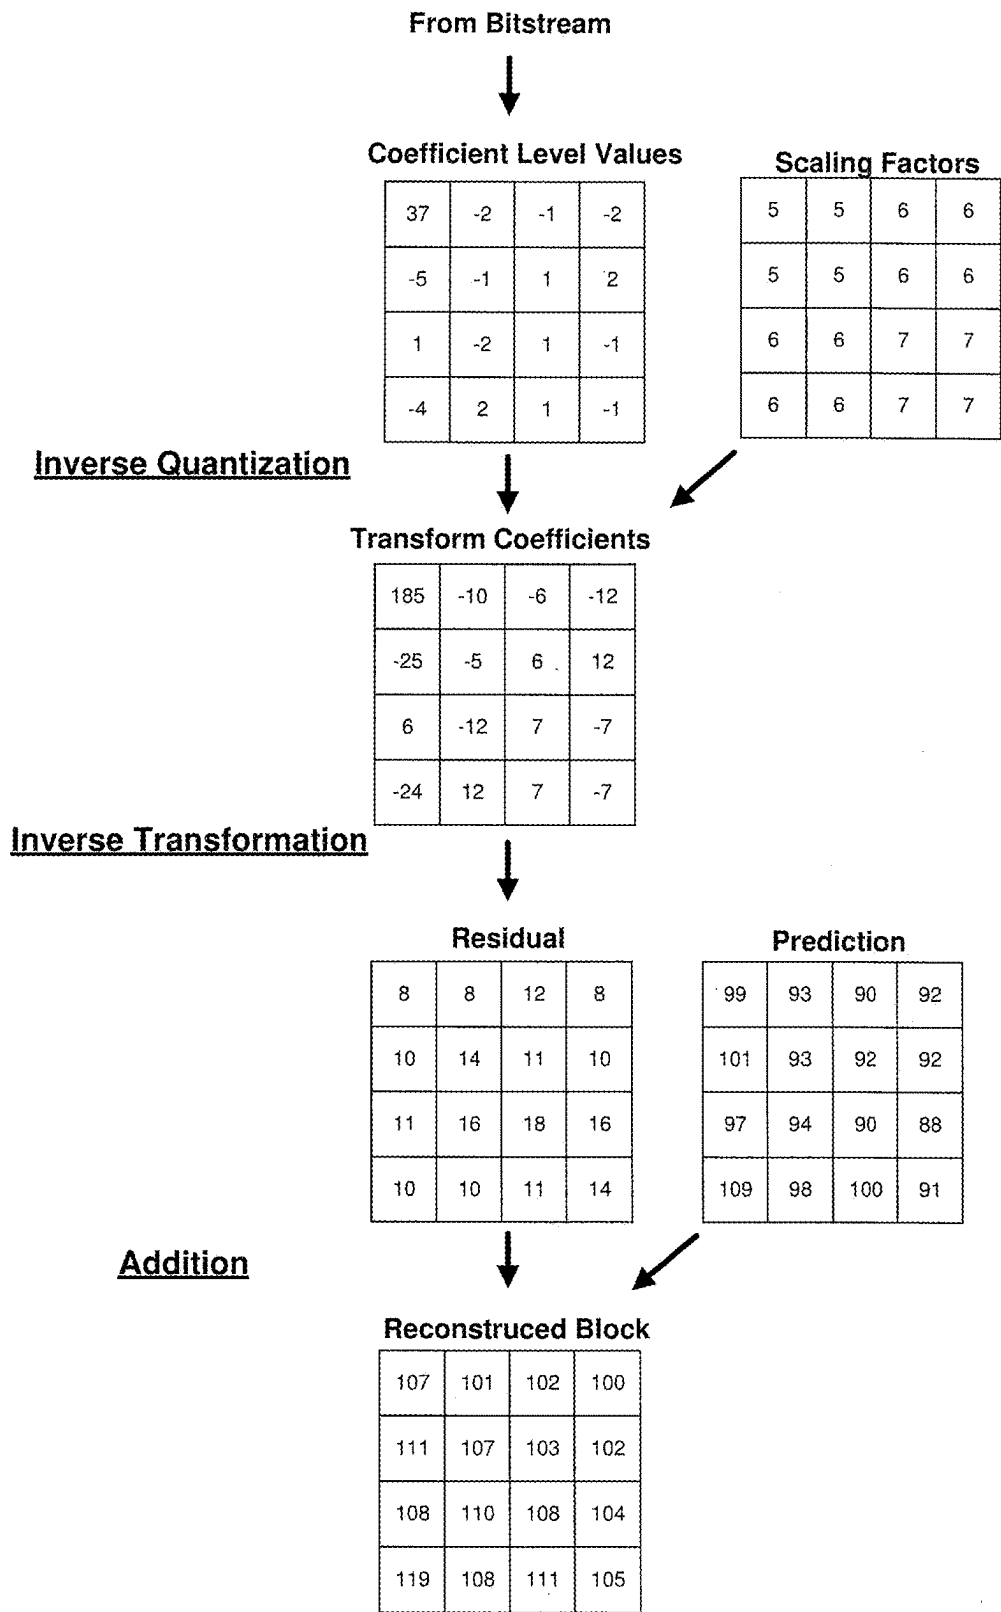 From Bitstream
Coefficient Level Values
Scaling Factors
37 -2 -1 -2
-5 -1 1 2
1 -2 1 -1
-4 2 1 -1
5 5 6 6
5 5 6 6
6 6 7 7
6 6 7 7
Inverse Quantization
Transform Coefficients
185 -10 -6 -12
-25 -5 6 12
6 -12 7 -7
-24 12 7 -7
Inverse Transformation
Residual
Prediction
8 8 12 8
10 14 11 10
11 16 18 16
10 10 11 14
99 93 90 92
101 93 92 92
97 94 90 88
109 98 100 91
Addition
Reconstruced Block
107 101 102 100
111 107 103 102
108 110 108 104
119 108 111 105